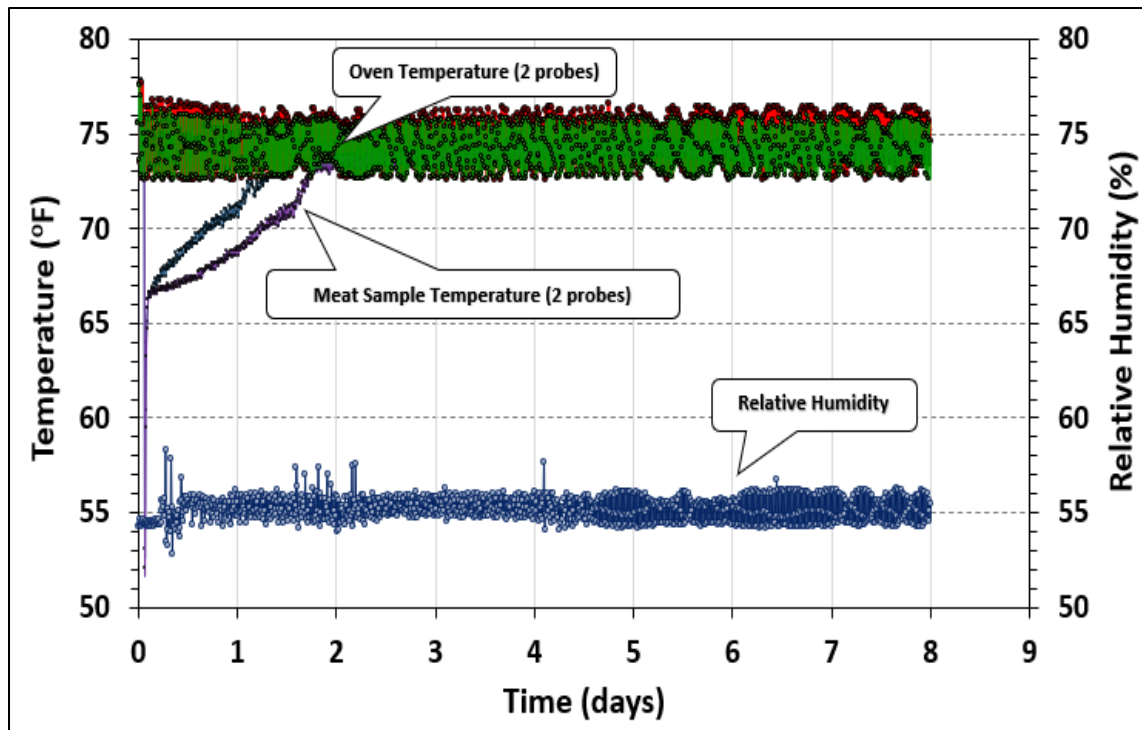 80
75
70
65
60
55
50
Temperature (ºF)
80
75
70
65
60
55
50
Relative Humidity (%)
Oven Temperature (2 probes)
Meat Sample Temperature (2 probes)
Relative Humidity
0 1 2 3 4 5 6 7 8 9
Time (days)